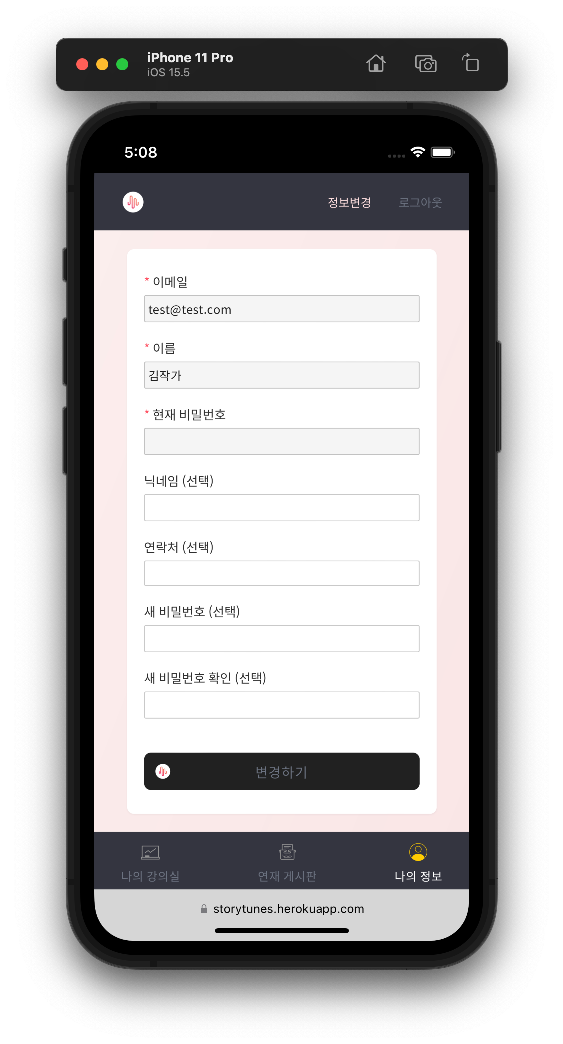 iPhone 11 Pro
iOS 15.5
5:08
정보변경 로그아웃
* 이메일
test@test.com
* 이름
김작가
* 현재 비밀번호
닉네임 (선택)
연락처 (선택)
새 비밀번호 (선택)
새 비밀번호 확인 (선택)
변경하기
나의 강의실 연재 게시판 나의 정보
storytunes.herokuapp.com